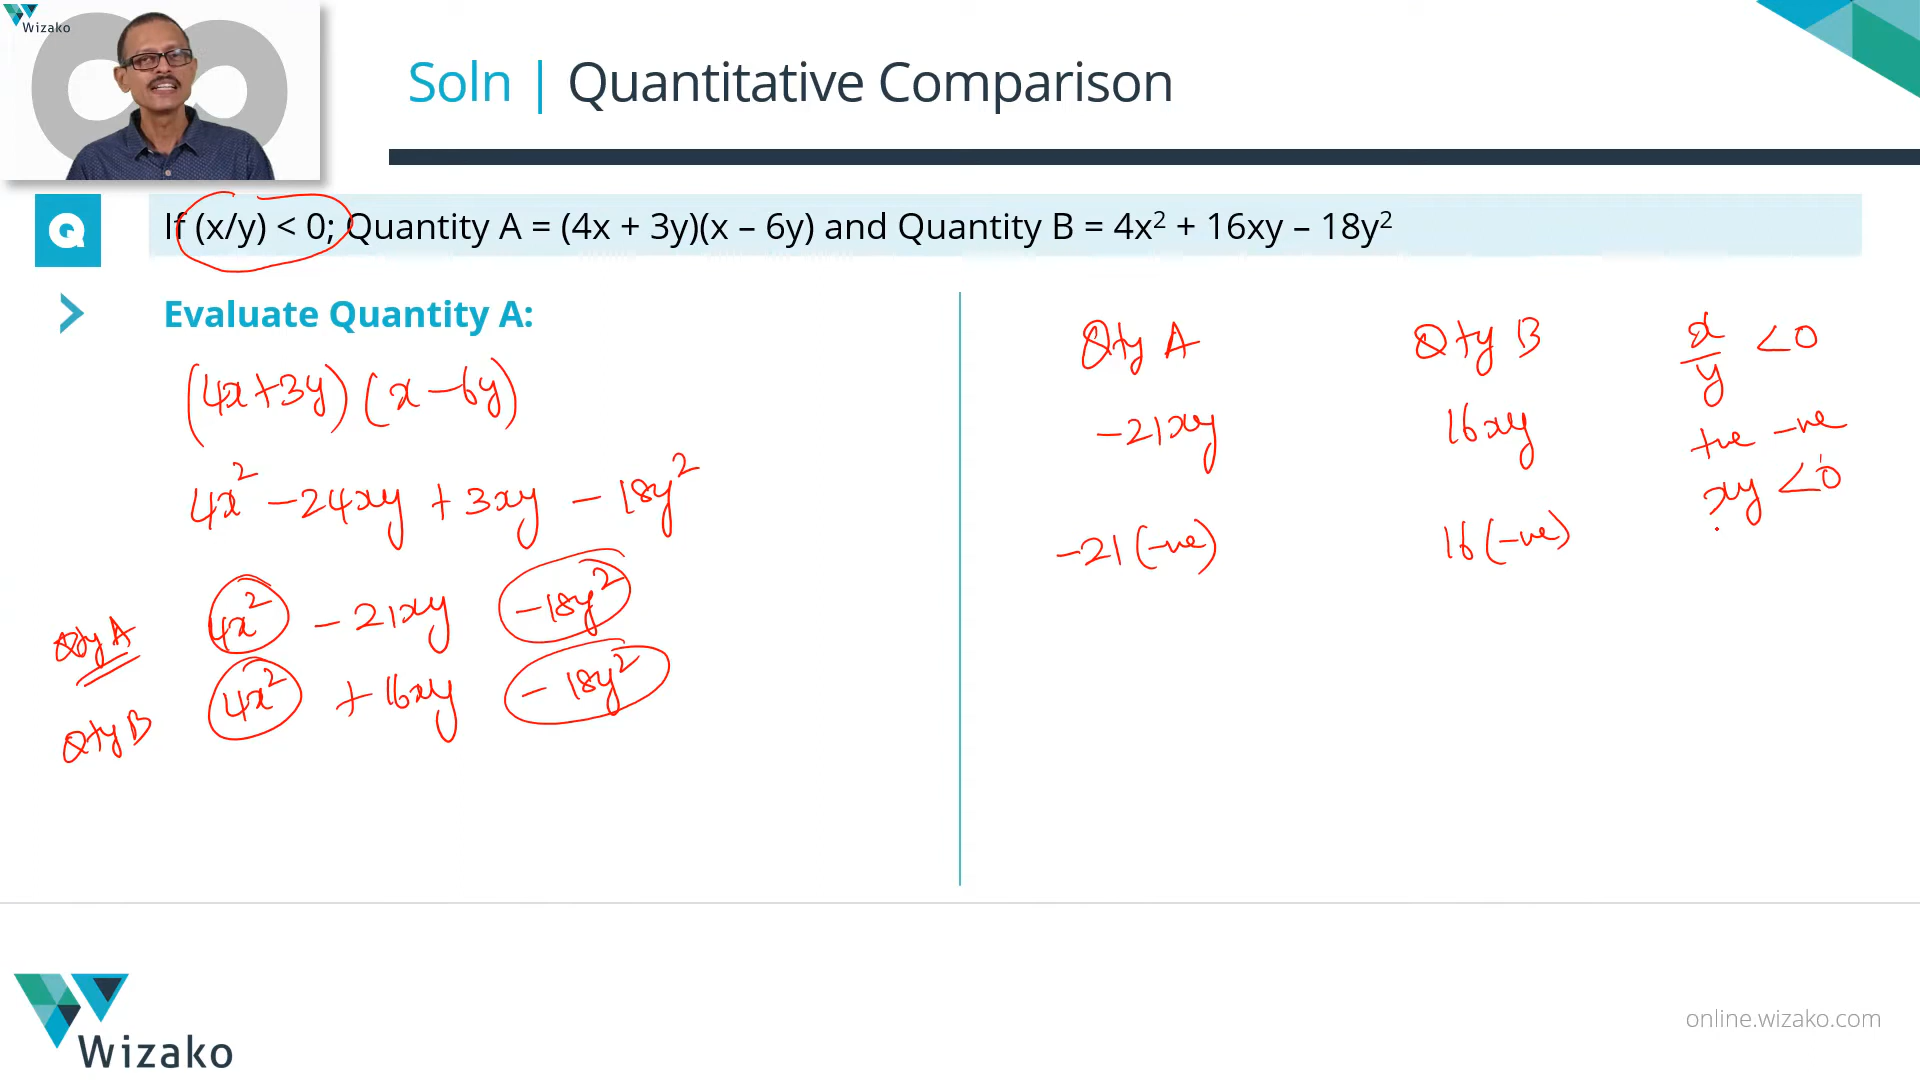 Wizako
Soln | Quantitative Comparison
Q
If (x/y) < 0; Quantity A = (4x + 3y)(x – 6y) and Quantity B = 4x² + 16xy – 18y²
Evaluate Quantity A:
(4x+3y) (x-6y)
4x² - 24xy + 3xy - 18y²
Qty A 4x² - 21xy - 18y²
Qty B 4x² + 16xy - 18y²
Qty A Qty B x/y <0
-21xy 16xy +ve -ve
xy <0
-21(-ve) 16(-ve)
Wizako
online.wizako.com